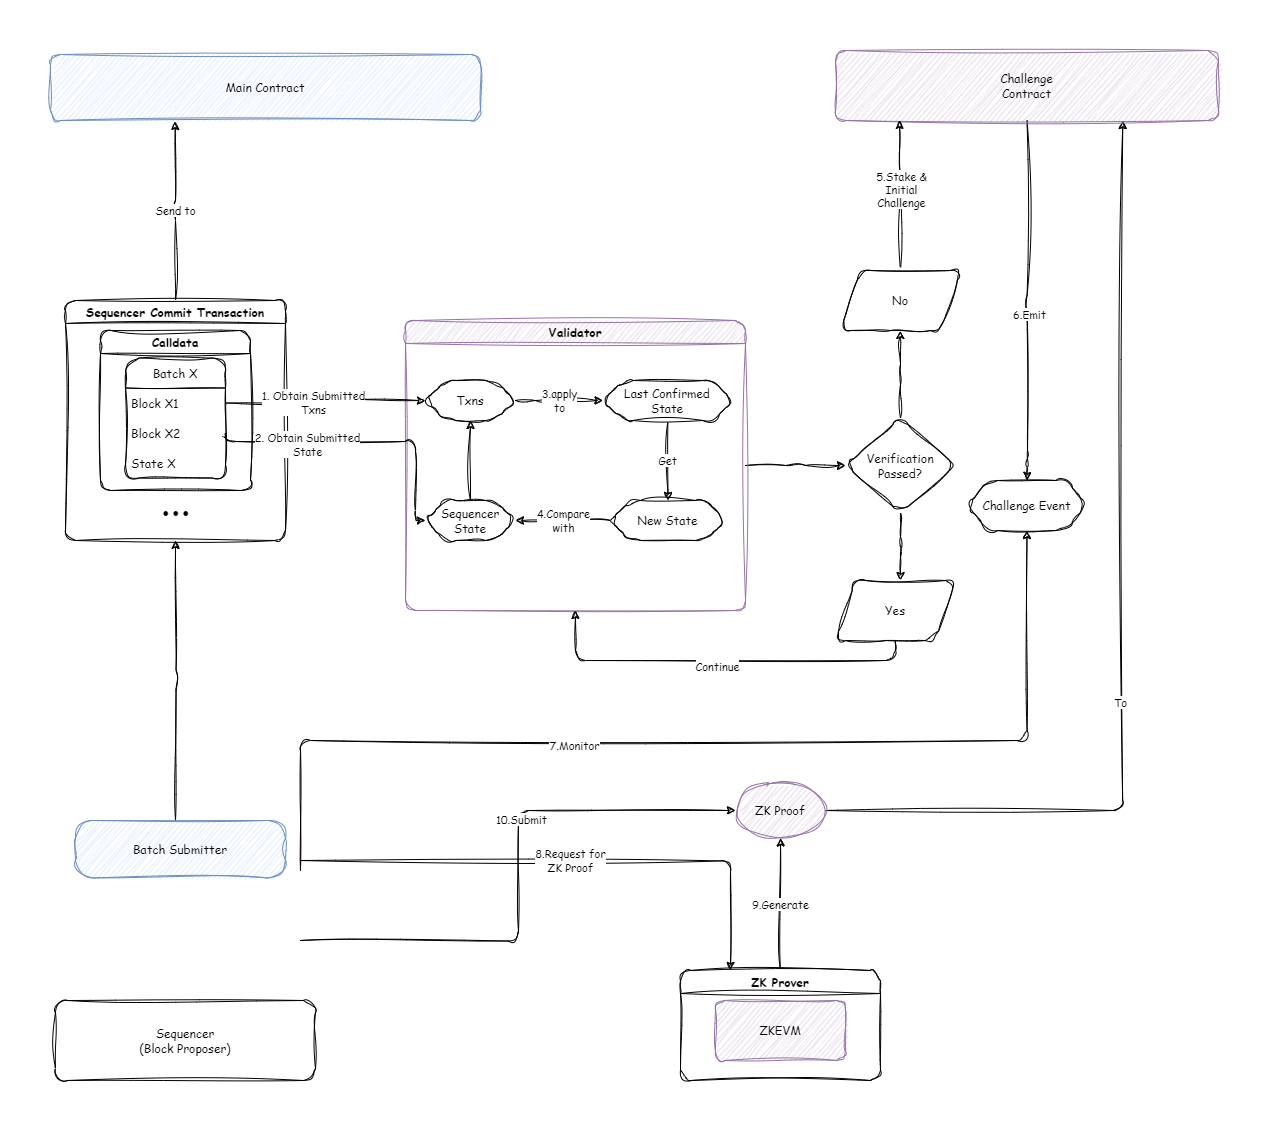 Main Contract
Challenge
Contract
5.Stake &
Initial
Challenge
Send to
No
6.Emit
Sequencer Commit Transaction
Calldata
Batch X
Block X1
Block X2
State X
•••
1. Obtain Submitted
Txns
2. Obtain Submitted
State
Validator
Txns
3.apply
to
Last Confirmed
State
Get
Sequencer
State
4.Compare
with
New State
Verification
Passed?
Challenge Event
Yes
Continue
To
7.Monitor
10.Submit
ZK Proof
Batch Submitter
8.Request for
ZK Proof
9.Generate
ZK Prover
ZKEVM
Sequencer
(Block Proposer)